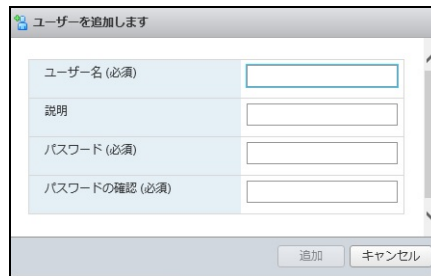 ユーザーを追加します
ユーザー名 (必須)
説明
パスワード (必須)
パスワードの確認 (必須)
追加
キャンセル